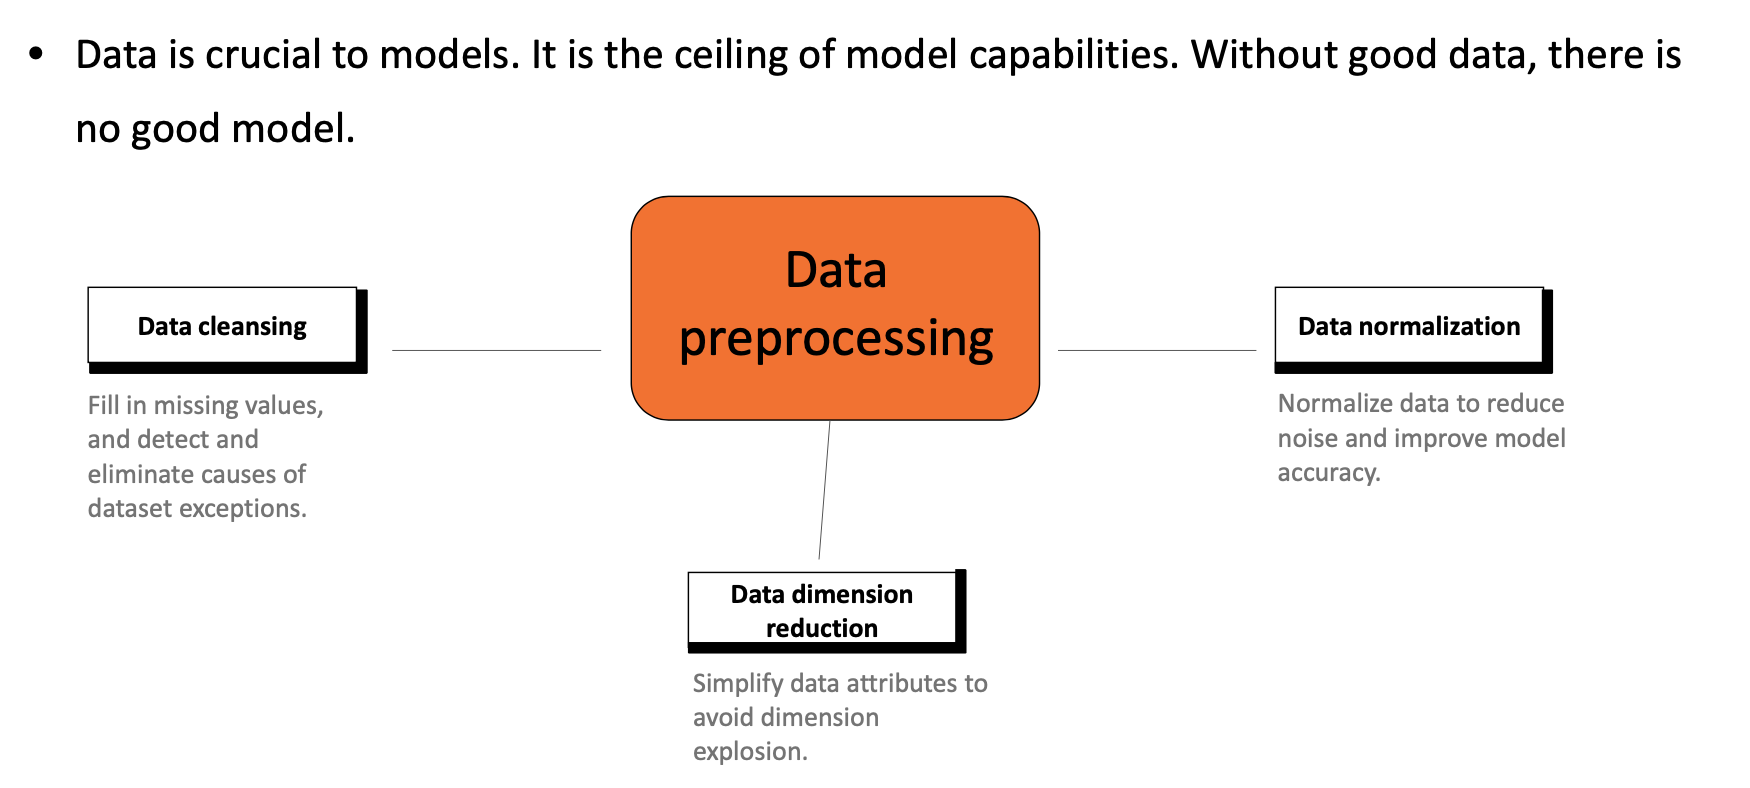 • Data is crucial to models. It is the ceiling of model capabilities. Without good data, there is
no good model.
Data
preprocessing
Data cleansing
Fill in missing values,
and detect and
eliminate causes of
dataset exceptions.
Data normalization
Normalize data to reduce
noise and improve model
accuracy.
Data dimension
reduction
Simplify data attributes to
avoid dimension
explosion.